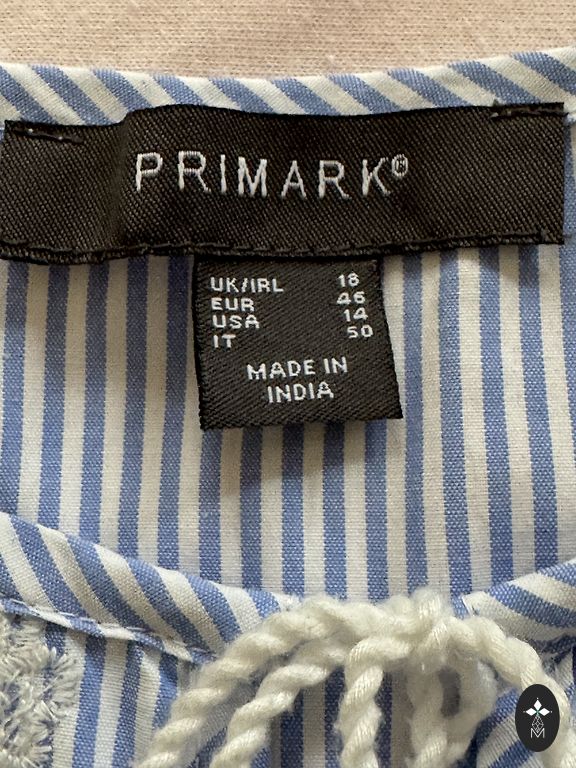 PRIMARK®
UK/IRL 18
EUR 46
USA 14
IT 50
MADE IN
INDIA